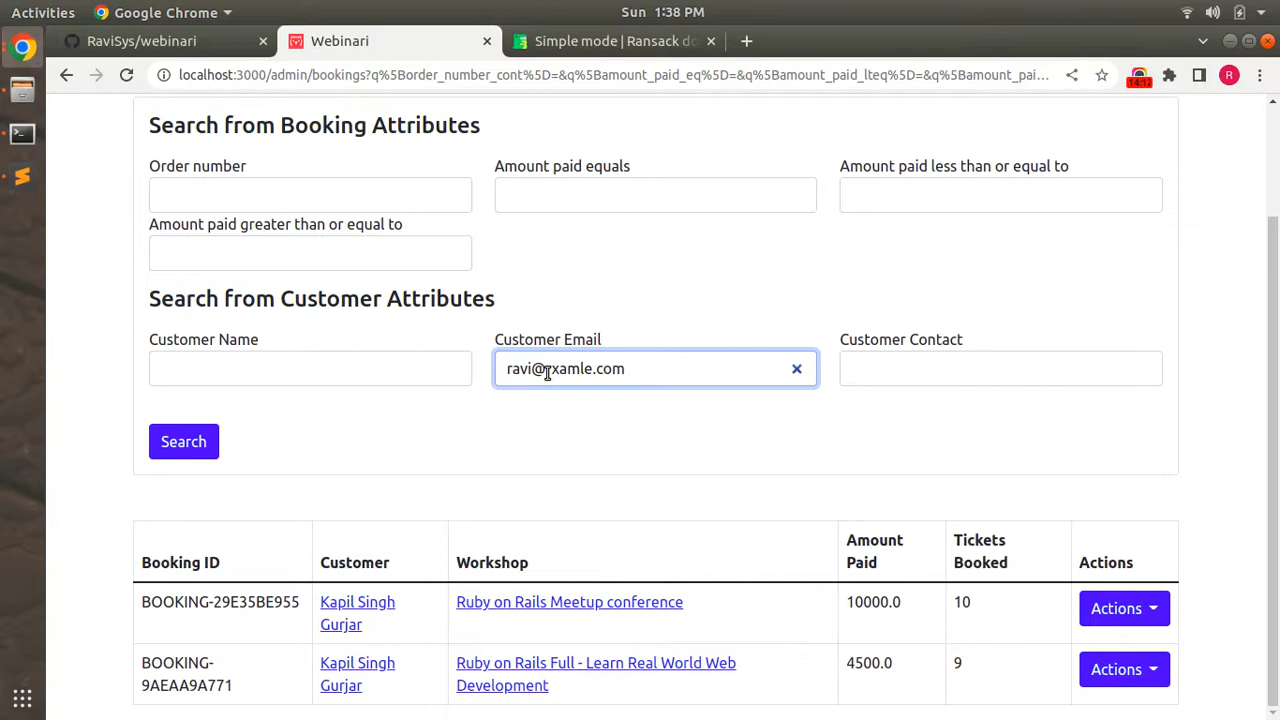 Activities Google Chrome Sun 1:38 PM
RaviSys/webinari Webinari Simple mode | Ransack do
localhost:3000/admin/bookings?q%5Border_number_cont%5D=&q%5Bamount_paid_eq%5D=&q%5Bamount_paid_lteq%5D=&q%5Bamount_pai... 14:12 R
Search from Booking Attributes
Order number Amount paid equals Amount paid less than or equal to
Amount paid greater than or equal to
Search from Customer Attributes
Customer Name Customer Email Customer Contact
ravi@examle.com
Search
Booking ID Customer Workshop Amount Paid Tickets Booked Actions
BOOKING-29E35BE955 Kapil Singh Gurjar Ruby on Rails Meetup conference 10000.0 10 Actions
BOOKING-9AEAA9A771 Kapil Singh Gurjar Ruby on Rails Full - Learn Real World Web Development 4500.0 9 Actions